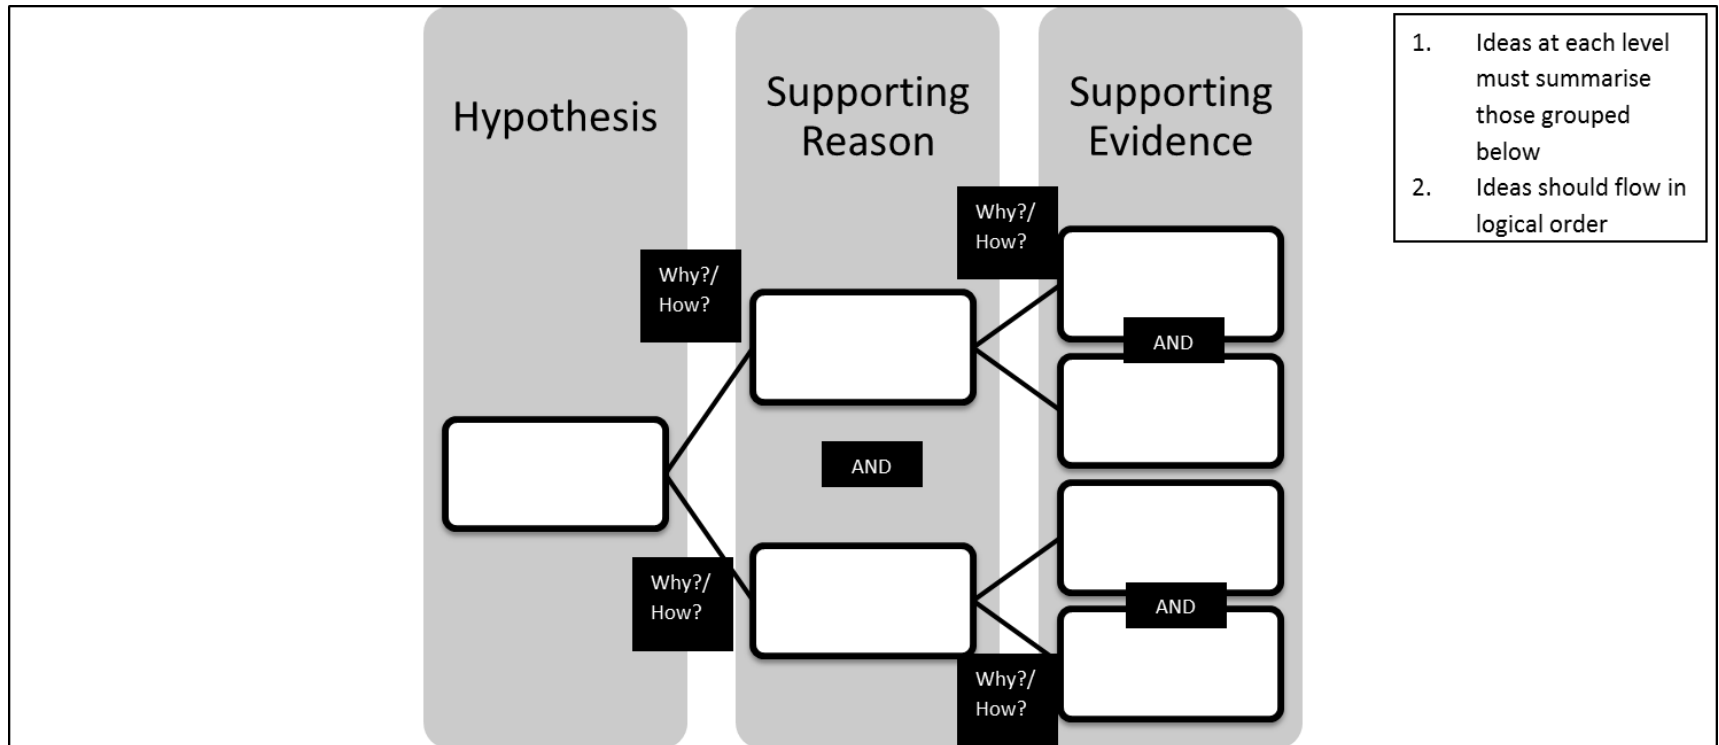 Hypothesis
Supporting
Reason
Supporting
Evidence
1. Ideas at each level
must summarise
those grouped
below
2. Ideas should flow in
logical order
Why?/
How?
Why?/
How?
AND
AND
Why?/
How?
AND
Why?/
How?